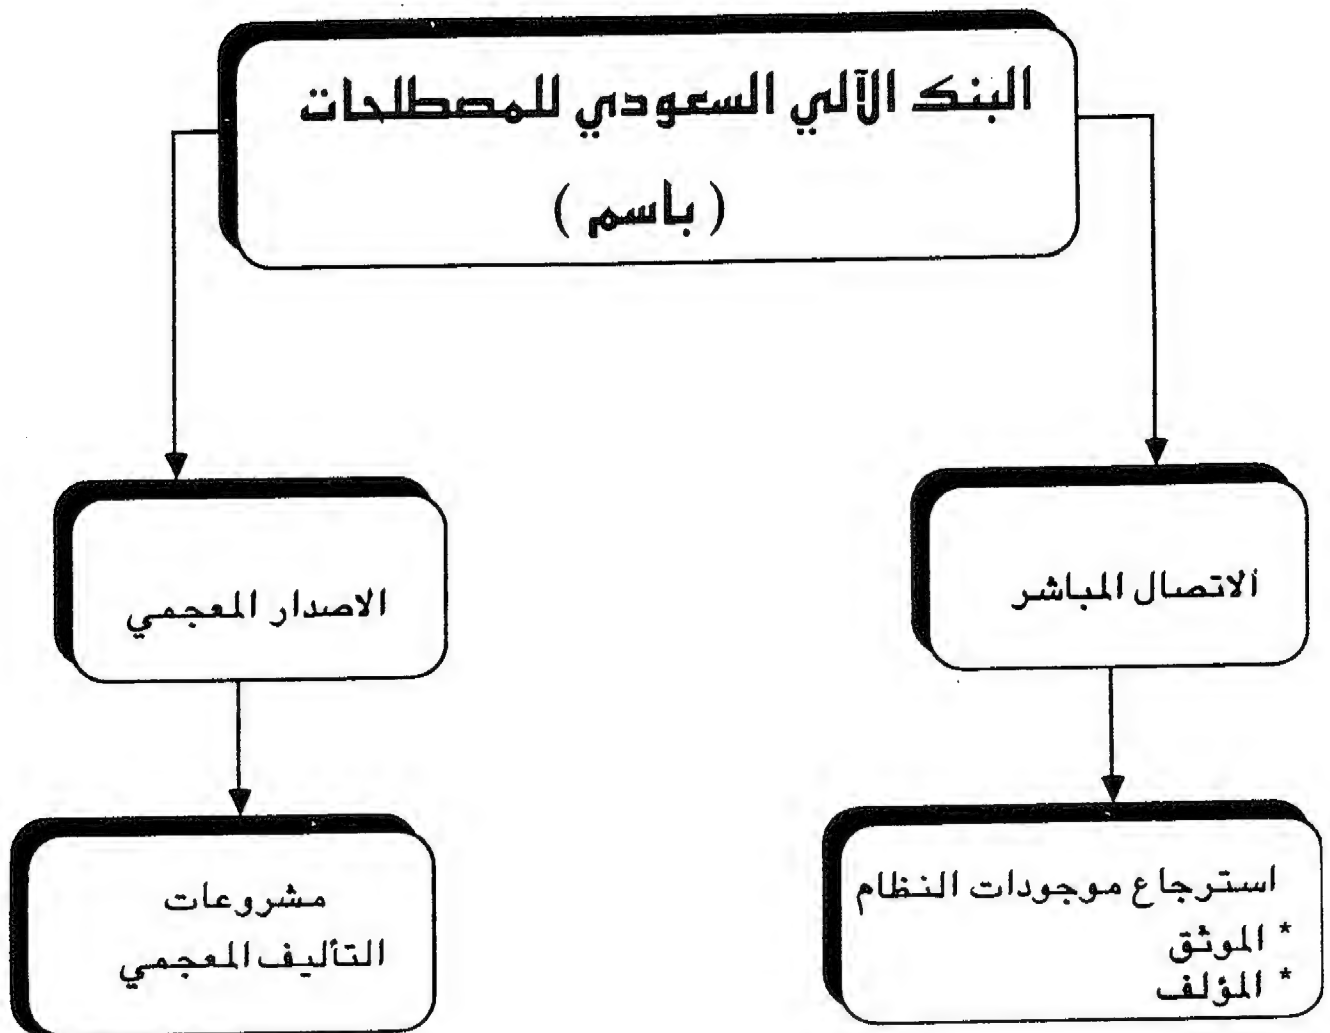 البنك الآلي السعودي للمصطلحات
( باسم )
الاتصال المباشر
الاصدار المعجمي
استرجاع موجودات النظام
* الموثق
* المؤلف
مشروعات
التأليف المعجمي